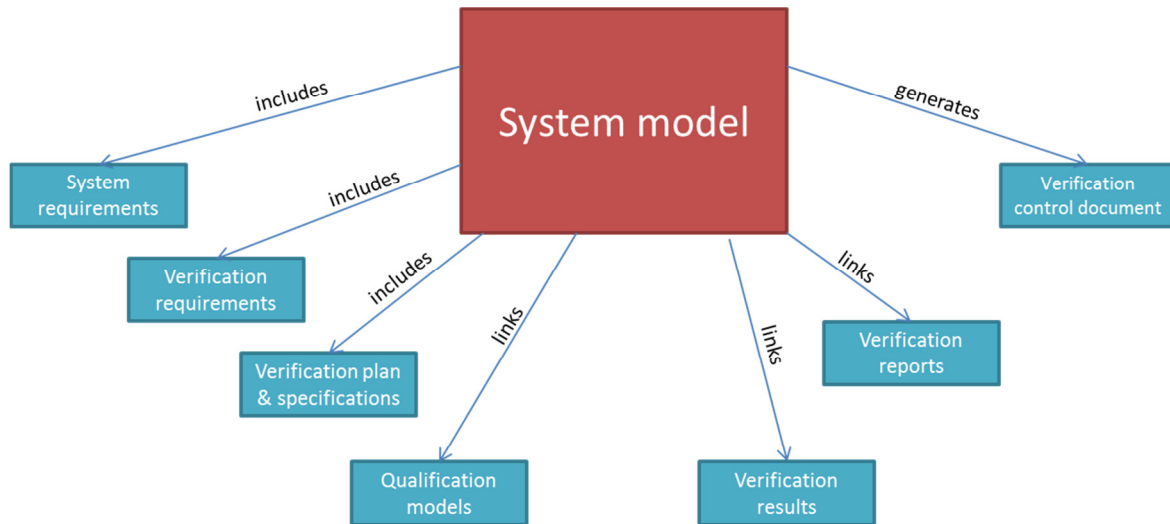 System model
includes
generates
System
requirements
includes
Verification
control document
Verification
requirements
includes
links
links
links
Verification
reports
Verification plan
& specifications
Qualification
models
Verification
results